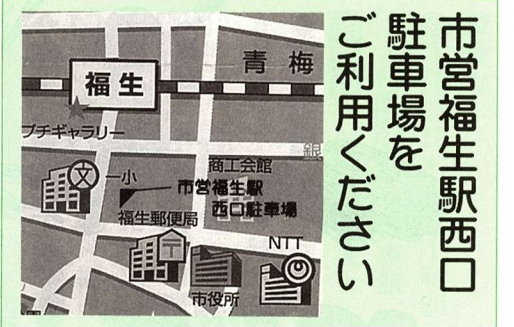 市営福生駅西口
駐車場を
ご利用ください
青梅
福生
プチギャラリー
銀
文
一小
商工会館
市営福生駅
西口駐車場
福生郵便局
〒
NTT
市役所